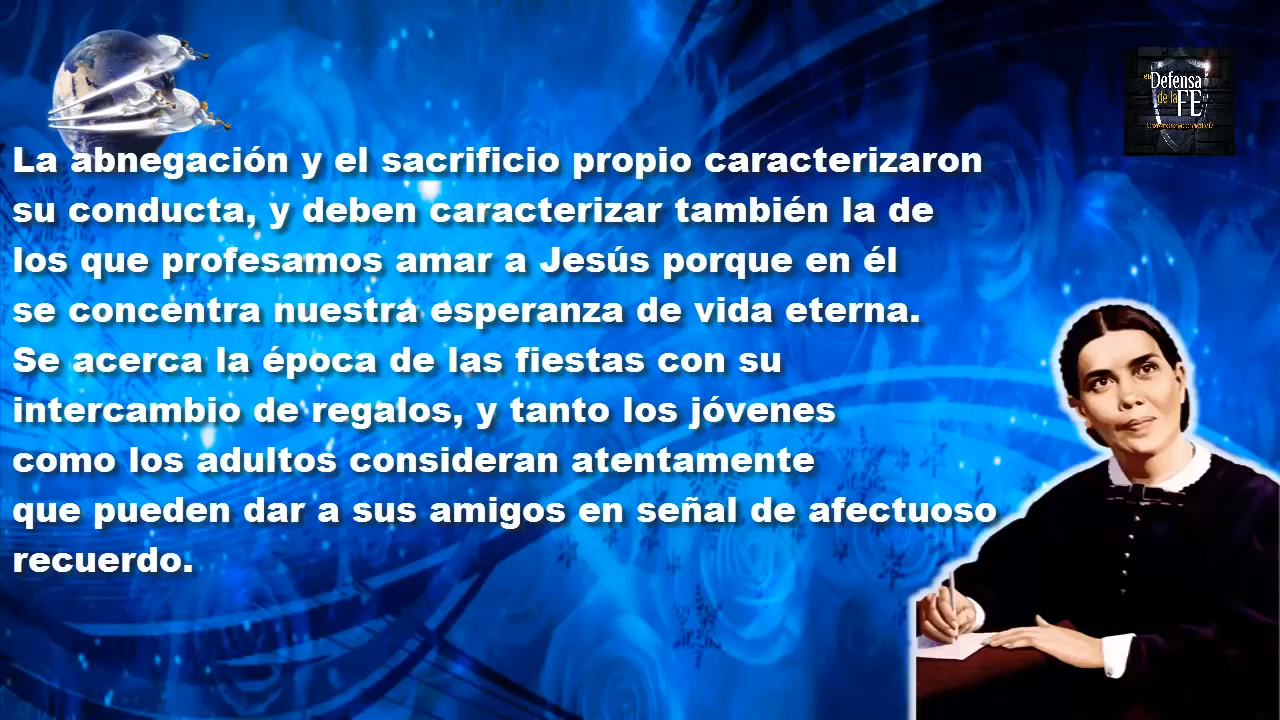 en
Defensa
de la
FE
La abnegación y el sacrificio propio caracterizaron
su conducta, y deben caracterizar también la de
los que profesamos amar a Jesús porque en él
se concentra nuestra esperanza de vida eterna.
Se acerca la época de las fiestas con su
intercambio de regalos, y tanto los jóvenes
como los adultos consideran atentamente
que pueden dar a sus amigos en señal de afectuoso
recuerdo.